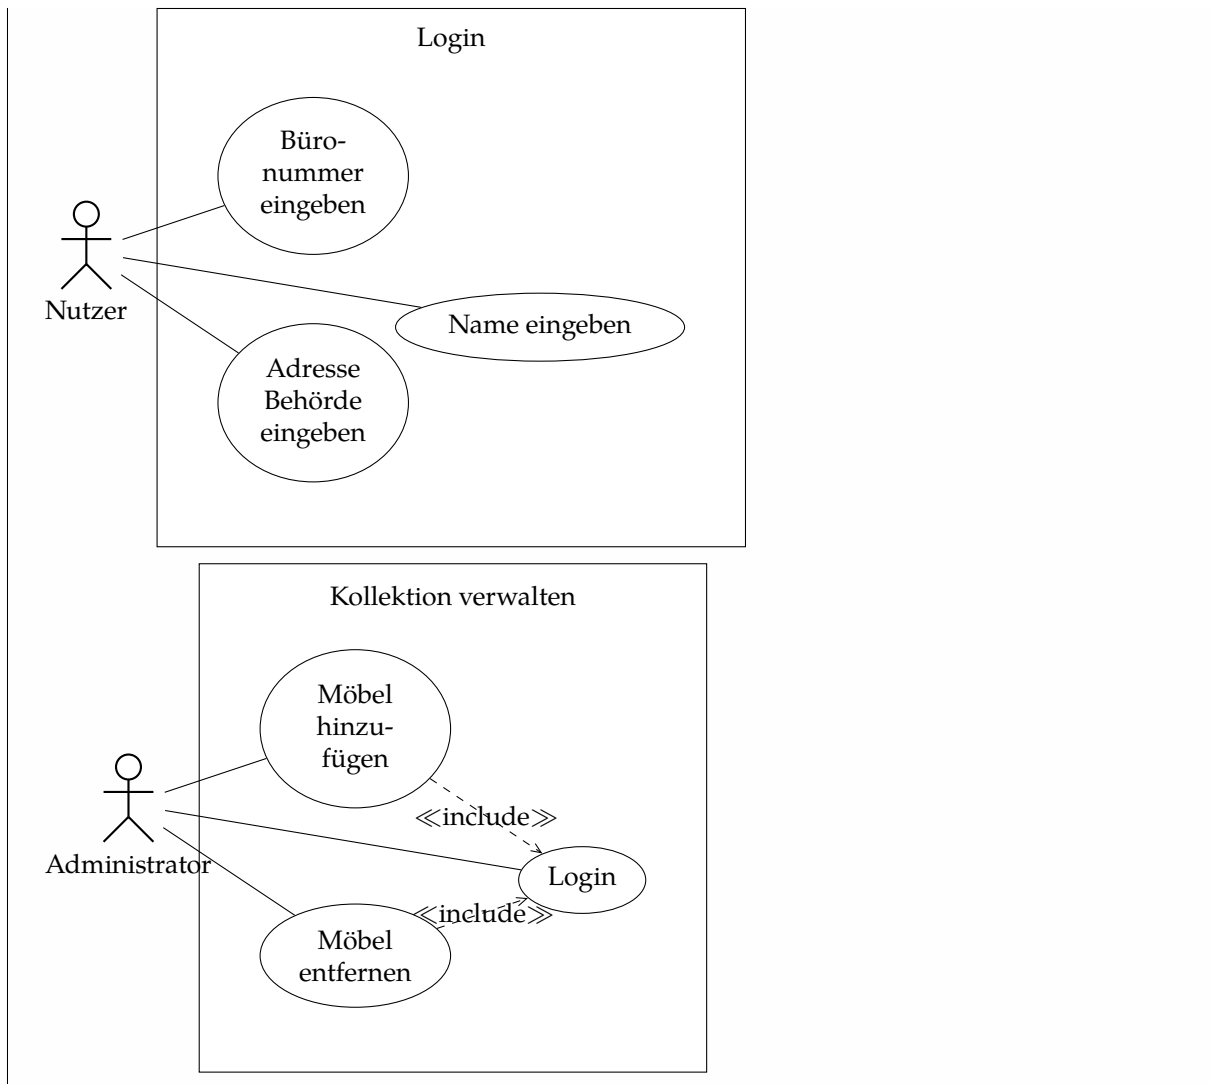 Login
Büro-
nummer
eingeben
Nutzer
Name eingeben
Adresse
Behörde
eingeben
Kollektion verwalten
Möbel
hinzu-
fügen
≪include≫
Administrator
Login
≪include≫
Möbel
entfernen